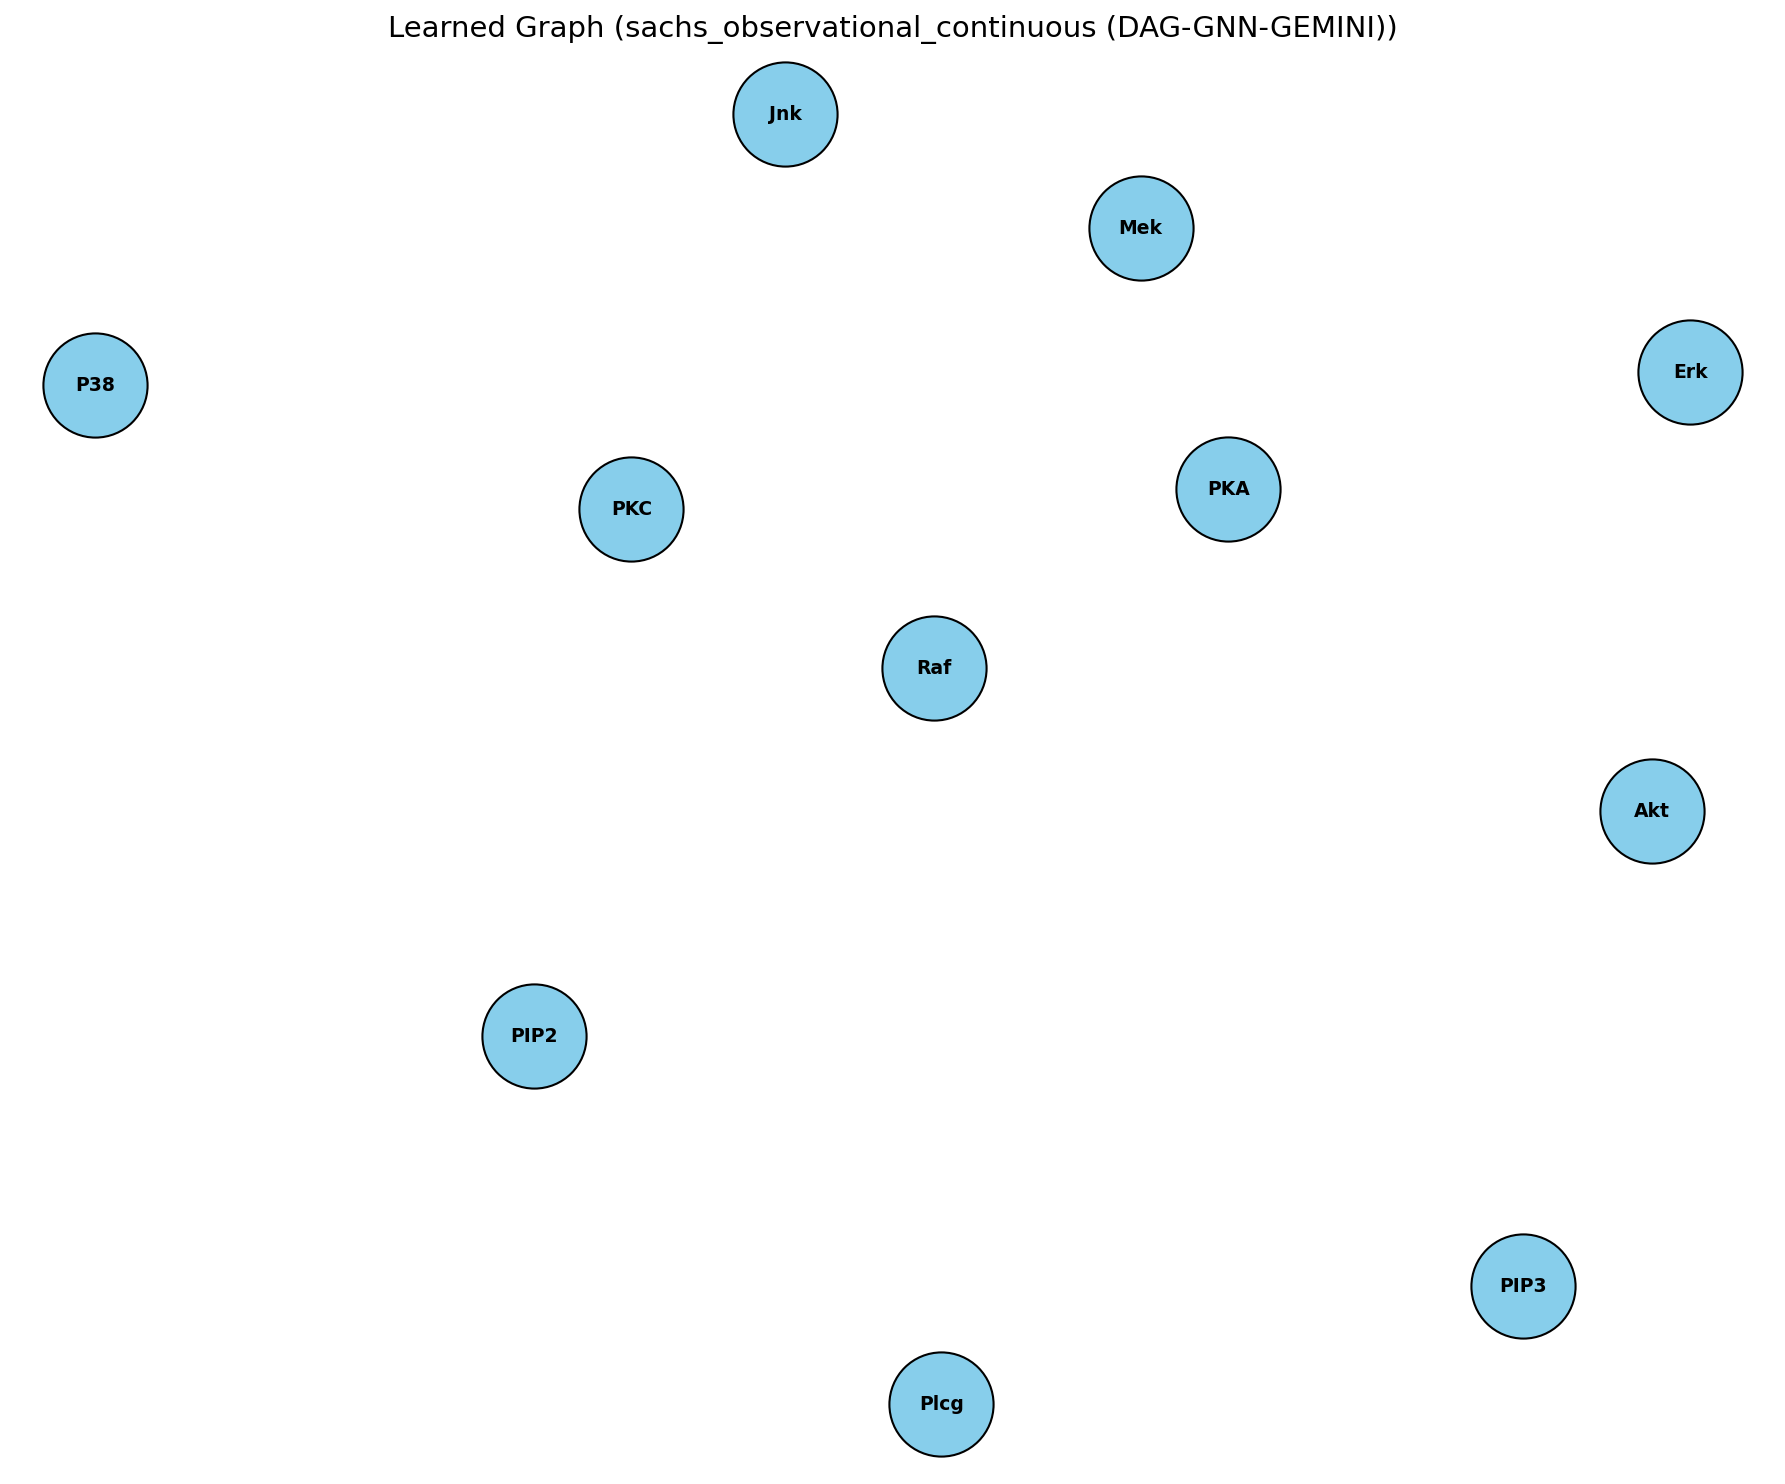 Learned Graph (sachs_observational_continuous (DAG-GNN-GEMINI))
Jnk
Mek
Erk
P38
PKA
PKC
Raf
Akt
PIP2
PIP3
Plcg